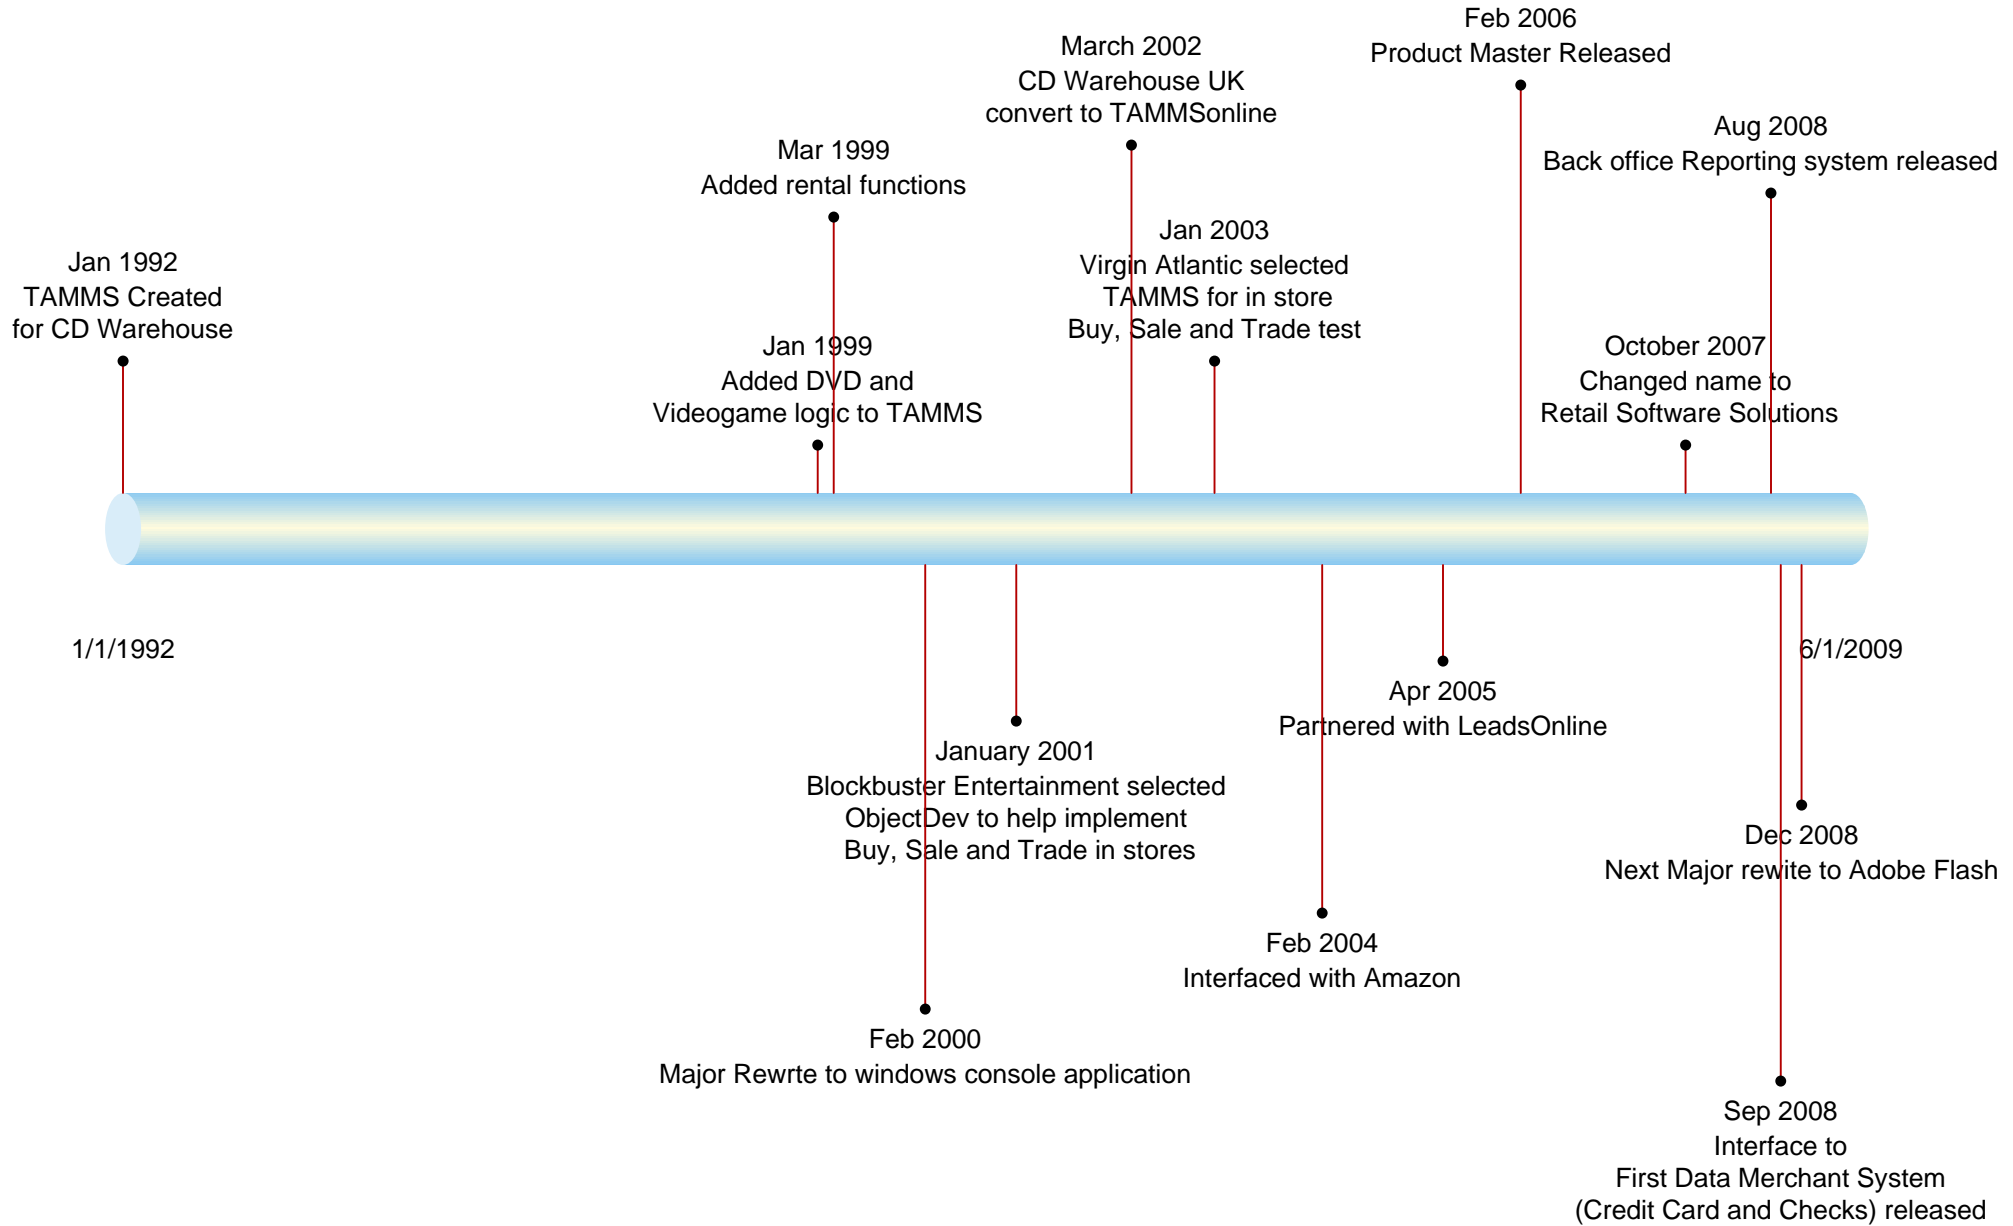 Feb 2006
Product Master Released
March 2002
CD Warehouse UK
convert to TAMMSonline
Aug 2008
Back office Reporting system released
Mar 1999
Added rental functions
Jan 2003
Virgin Atlantic selected
TAMMS for in store
Buy, Sale and Trade test
Jan 1992
TAMMS Created
for CD Warehouse
Jan 1999
Added DVD and
Videogame logic to TAMMS
October 2007
Changed name to
Retail Software Solutions
1/1/1992
6/1/2009
Apr 2005
Partnered with LeadsOnline
January 2001
Blockbuster Entertainment selected
ObjectDev to help implement
Buy, Sale and Trade in stores
Dec 2008
Next Major rewite to Adobe Flash
Feb 2004
Interfaced with Amazon
Feb 2000
Major Rewrte to windows console application
Sep 2008
Interface to
First Data Merchant System
(Credit Card and Checks) released